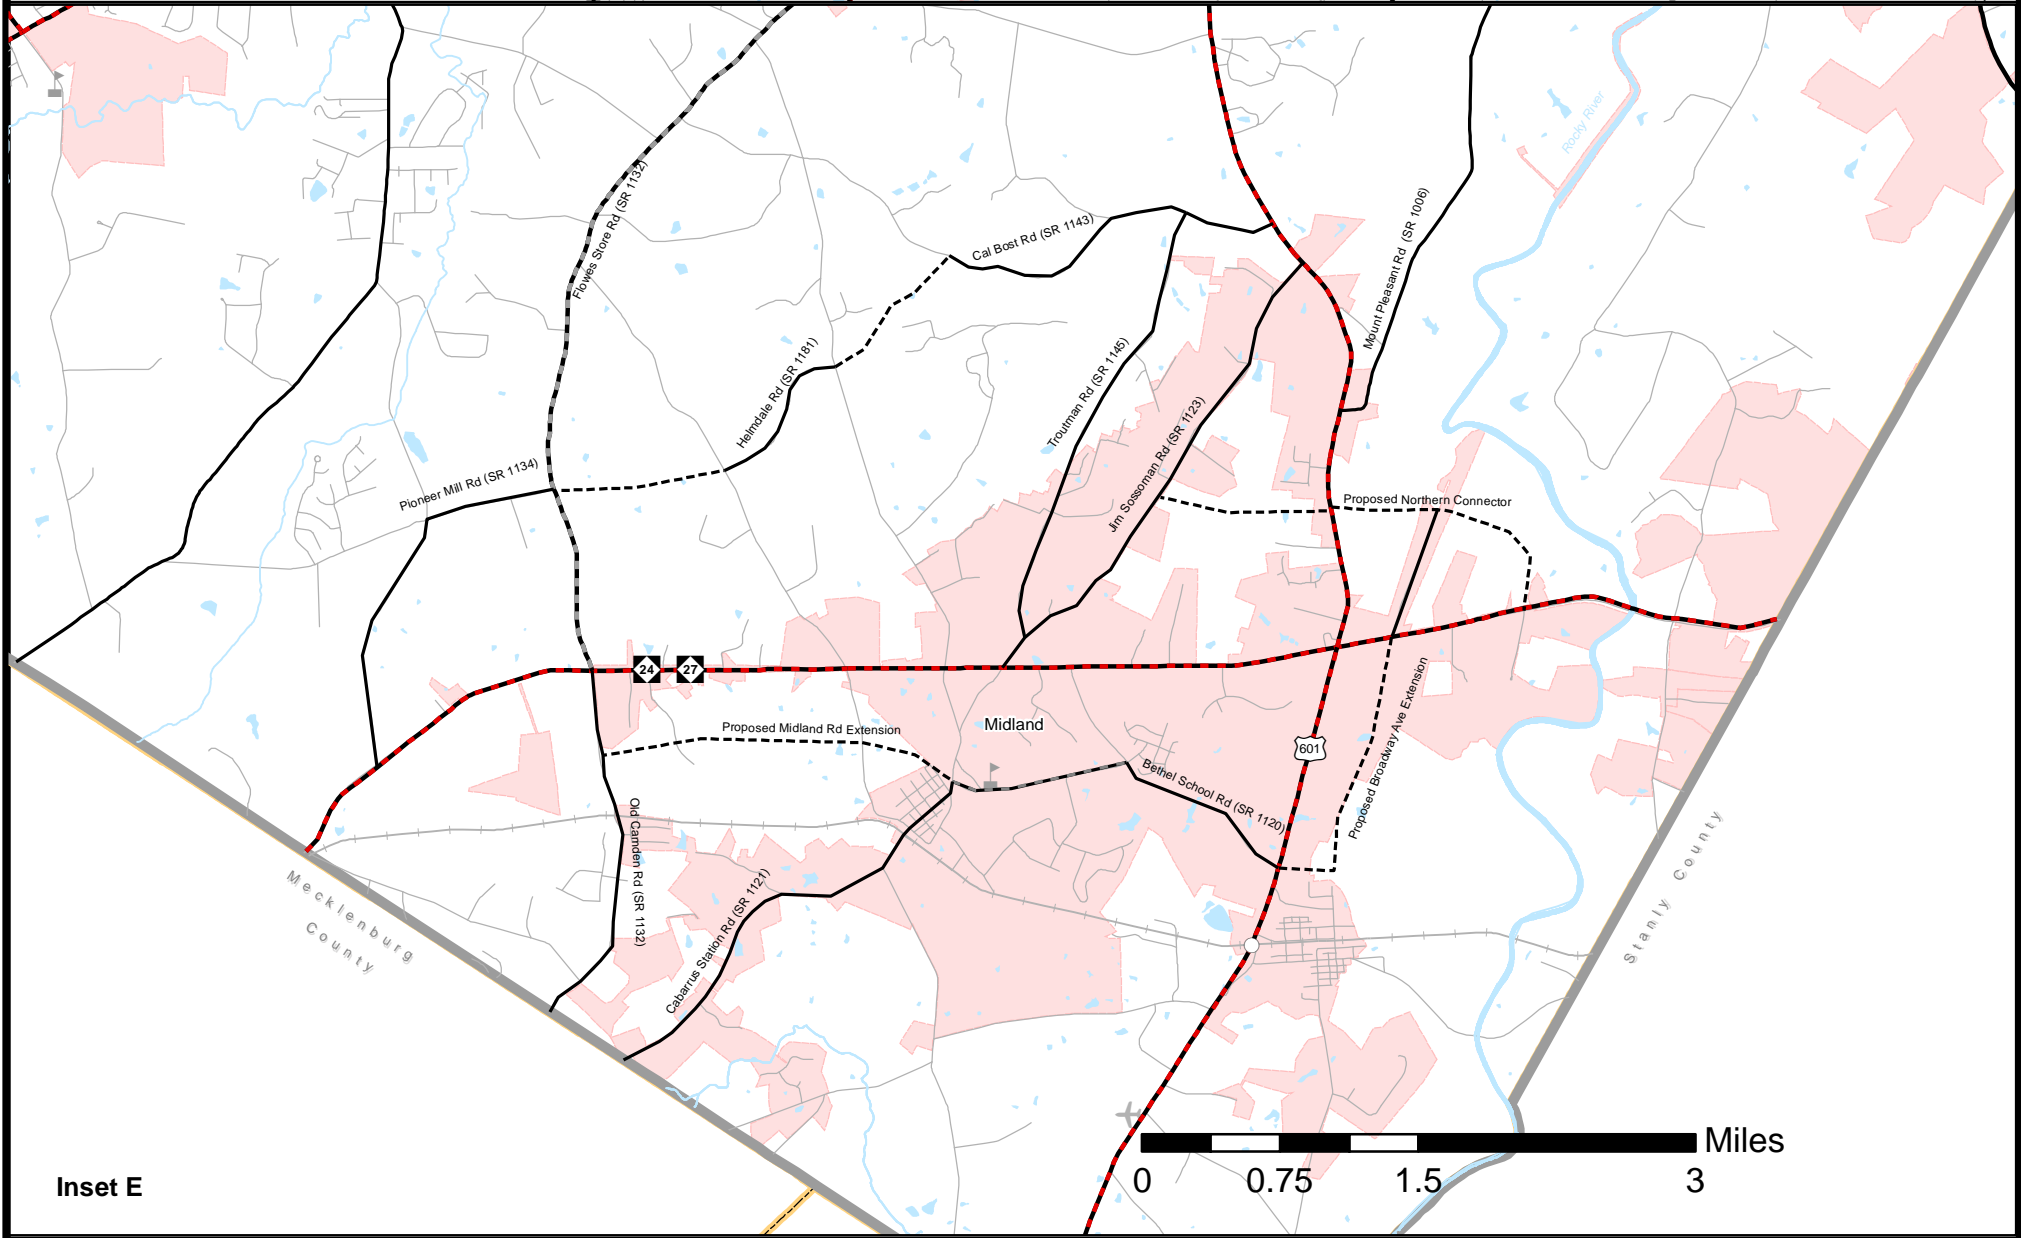 Rocky River
Flowes Store Rd (SR 1132)
Cal Bost Rd (SR 1143)
Mount Pleasant Rd (SR 1006)
Helmdale Rd (SR 1181)
Troutman Rd (SR 1145)
Jim Sossoman Rd (SR 1123)
Pioneer Mill Rd (SR 1134)
Proposed Northern Connector
24
27
Proposed Midland Rd Extension
Midland
601
Bethel School Rd (SR 1120)
Proposed Broadway Ave Extension
Old Camden Rd (SR 1132)
Cabarrus Station Rd (SR 1121)
Mecklenburg
County
Stanly County
Miles
0 0.75 1.5 3
Inset E